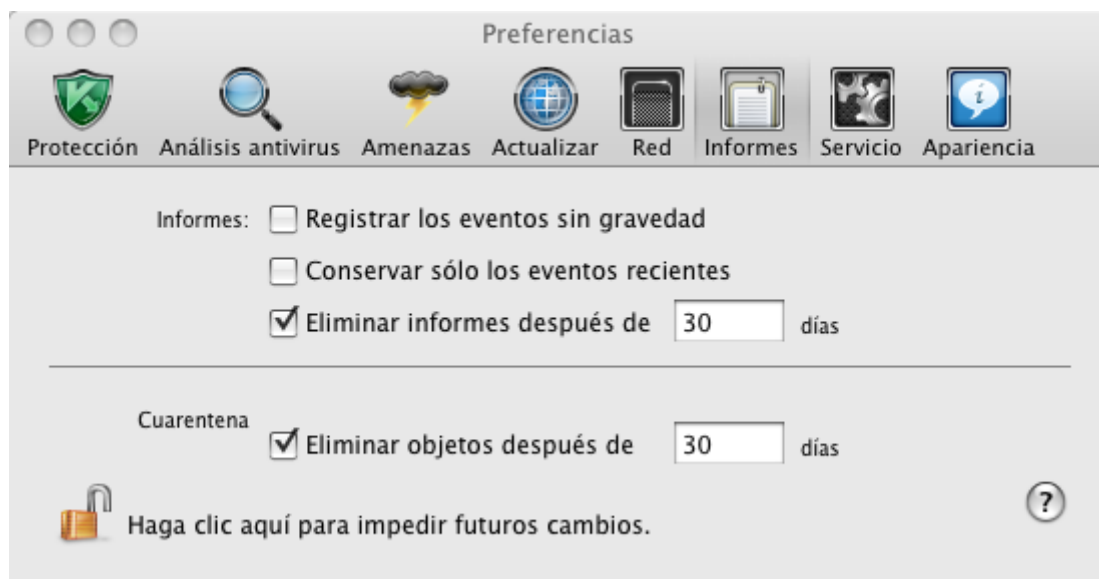 Preferencias
Protección Análisis antivirus Amenazas Actualizar Red Informes Servicio Apariencia
Informes: Registrar los eventos sin gravedad
Conservar sólo los eventos recientes
Eliminar informes después de 30 días
Cuarentena
Eliminar objetos después de 30 días
Haga clic aquí para impedir futuros cambios. ?